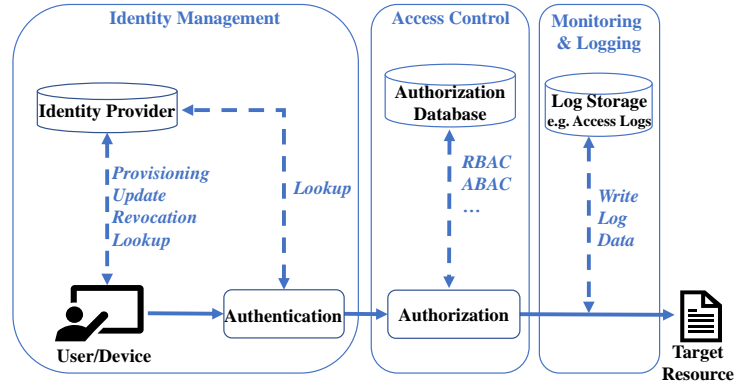 Identity Management
Access Control
Monitoring
& Logging
Identity Provider
Authorization
Database
Log Storage
e.g. Access Logs
Provisioning
Update
Revocation
Lookup
Lookup
RBAC
ABAC
...
Write
Log
Data
Authentication
Authorization
User/Device
Target
Resource